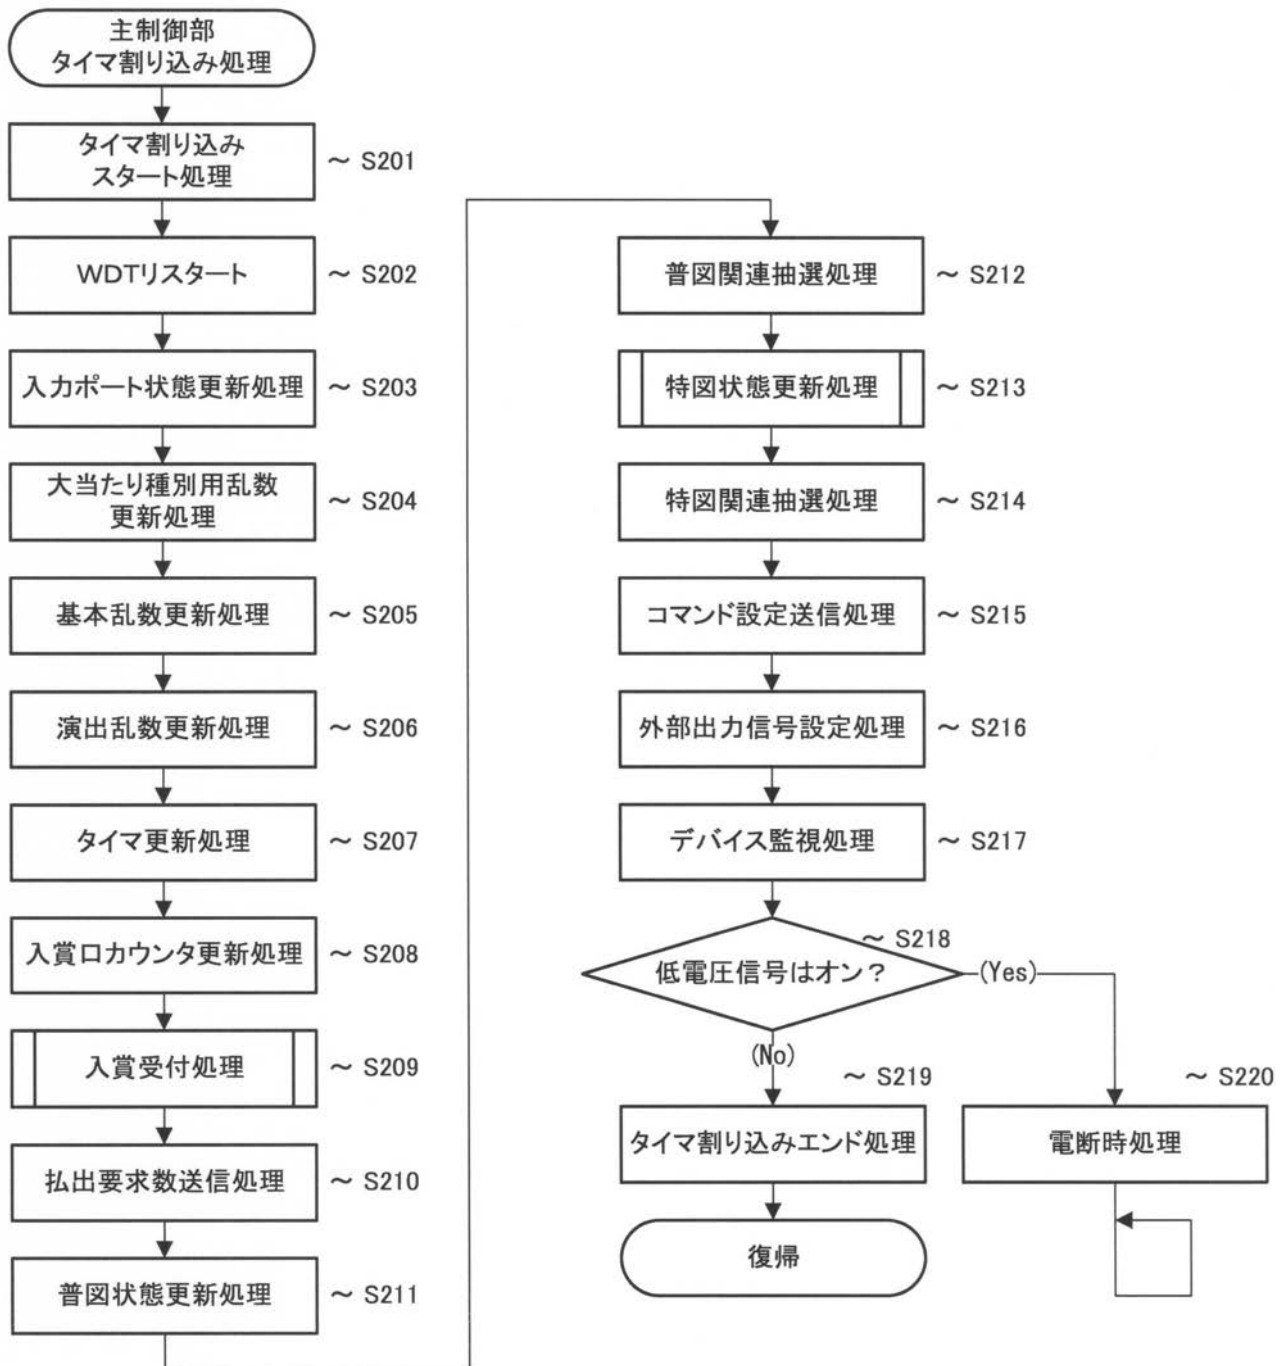 主制御部
タイマ割り込み処理
タイマ割り込み
スタート処理
～ S201
WDTリスタート
～ S202
入力ポート状態更新処理
～ S203
大当たり種別用乱数
更新処理
～ S204
基本乱数更新処理
～ S205
演出乱数更新処理
～ S206
タイマ更新処理
～ S207
入賞口カウンタ更新処理
～ S208
入賞受付処理
～ S209
払出要求数送信処理
～ S210
普図状態更新処理
～ S211
普図関連抽選処理
～ S212
特図状態更新処理
～ S213
特図関連抽選処理
～ S214
コマンド設定送信処理
～ S215
外部出力信号設定処理
～ S216
デバイス監視処理
～ S217
～ S218
低電圧信号はオン？
(Yes)
(No)
～ S219
タイマ割り込みエンド処理
～ S220
電断時処理
復帰